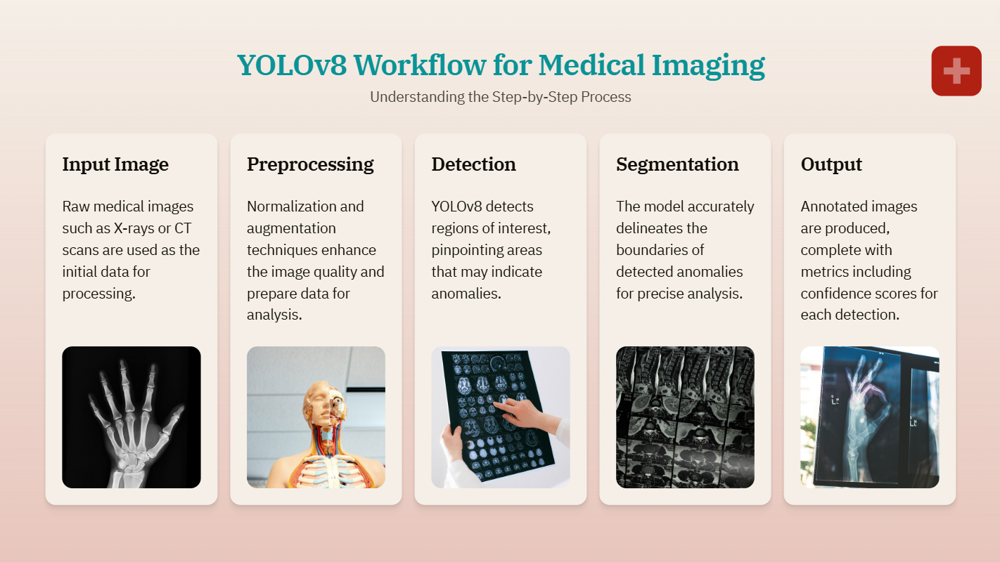 YOLOv8 Workflow for Medical Imaging
Understanding the Step-by-Step Process
Input Image
Raw medical images
such as X-rays or CT
scans are used as the
initial data for
processing.
Preprocessing
Normalization and
augmentation
techniques enhance
the image quality and
prepare data for
analysis.
Detection
YOLOv8 detects
regions of interest,
pinpointing areas
that may indicate
anomalies.
Segmentation
The model accurately
delineates the
boundaries of
detected anomalies
for precise analysis.
Output
Annotated images
are produced,
complete with
metrics including
confidence scores for
each detection.